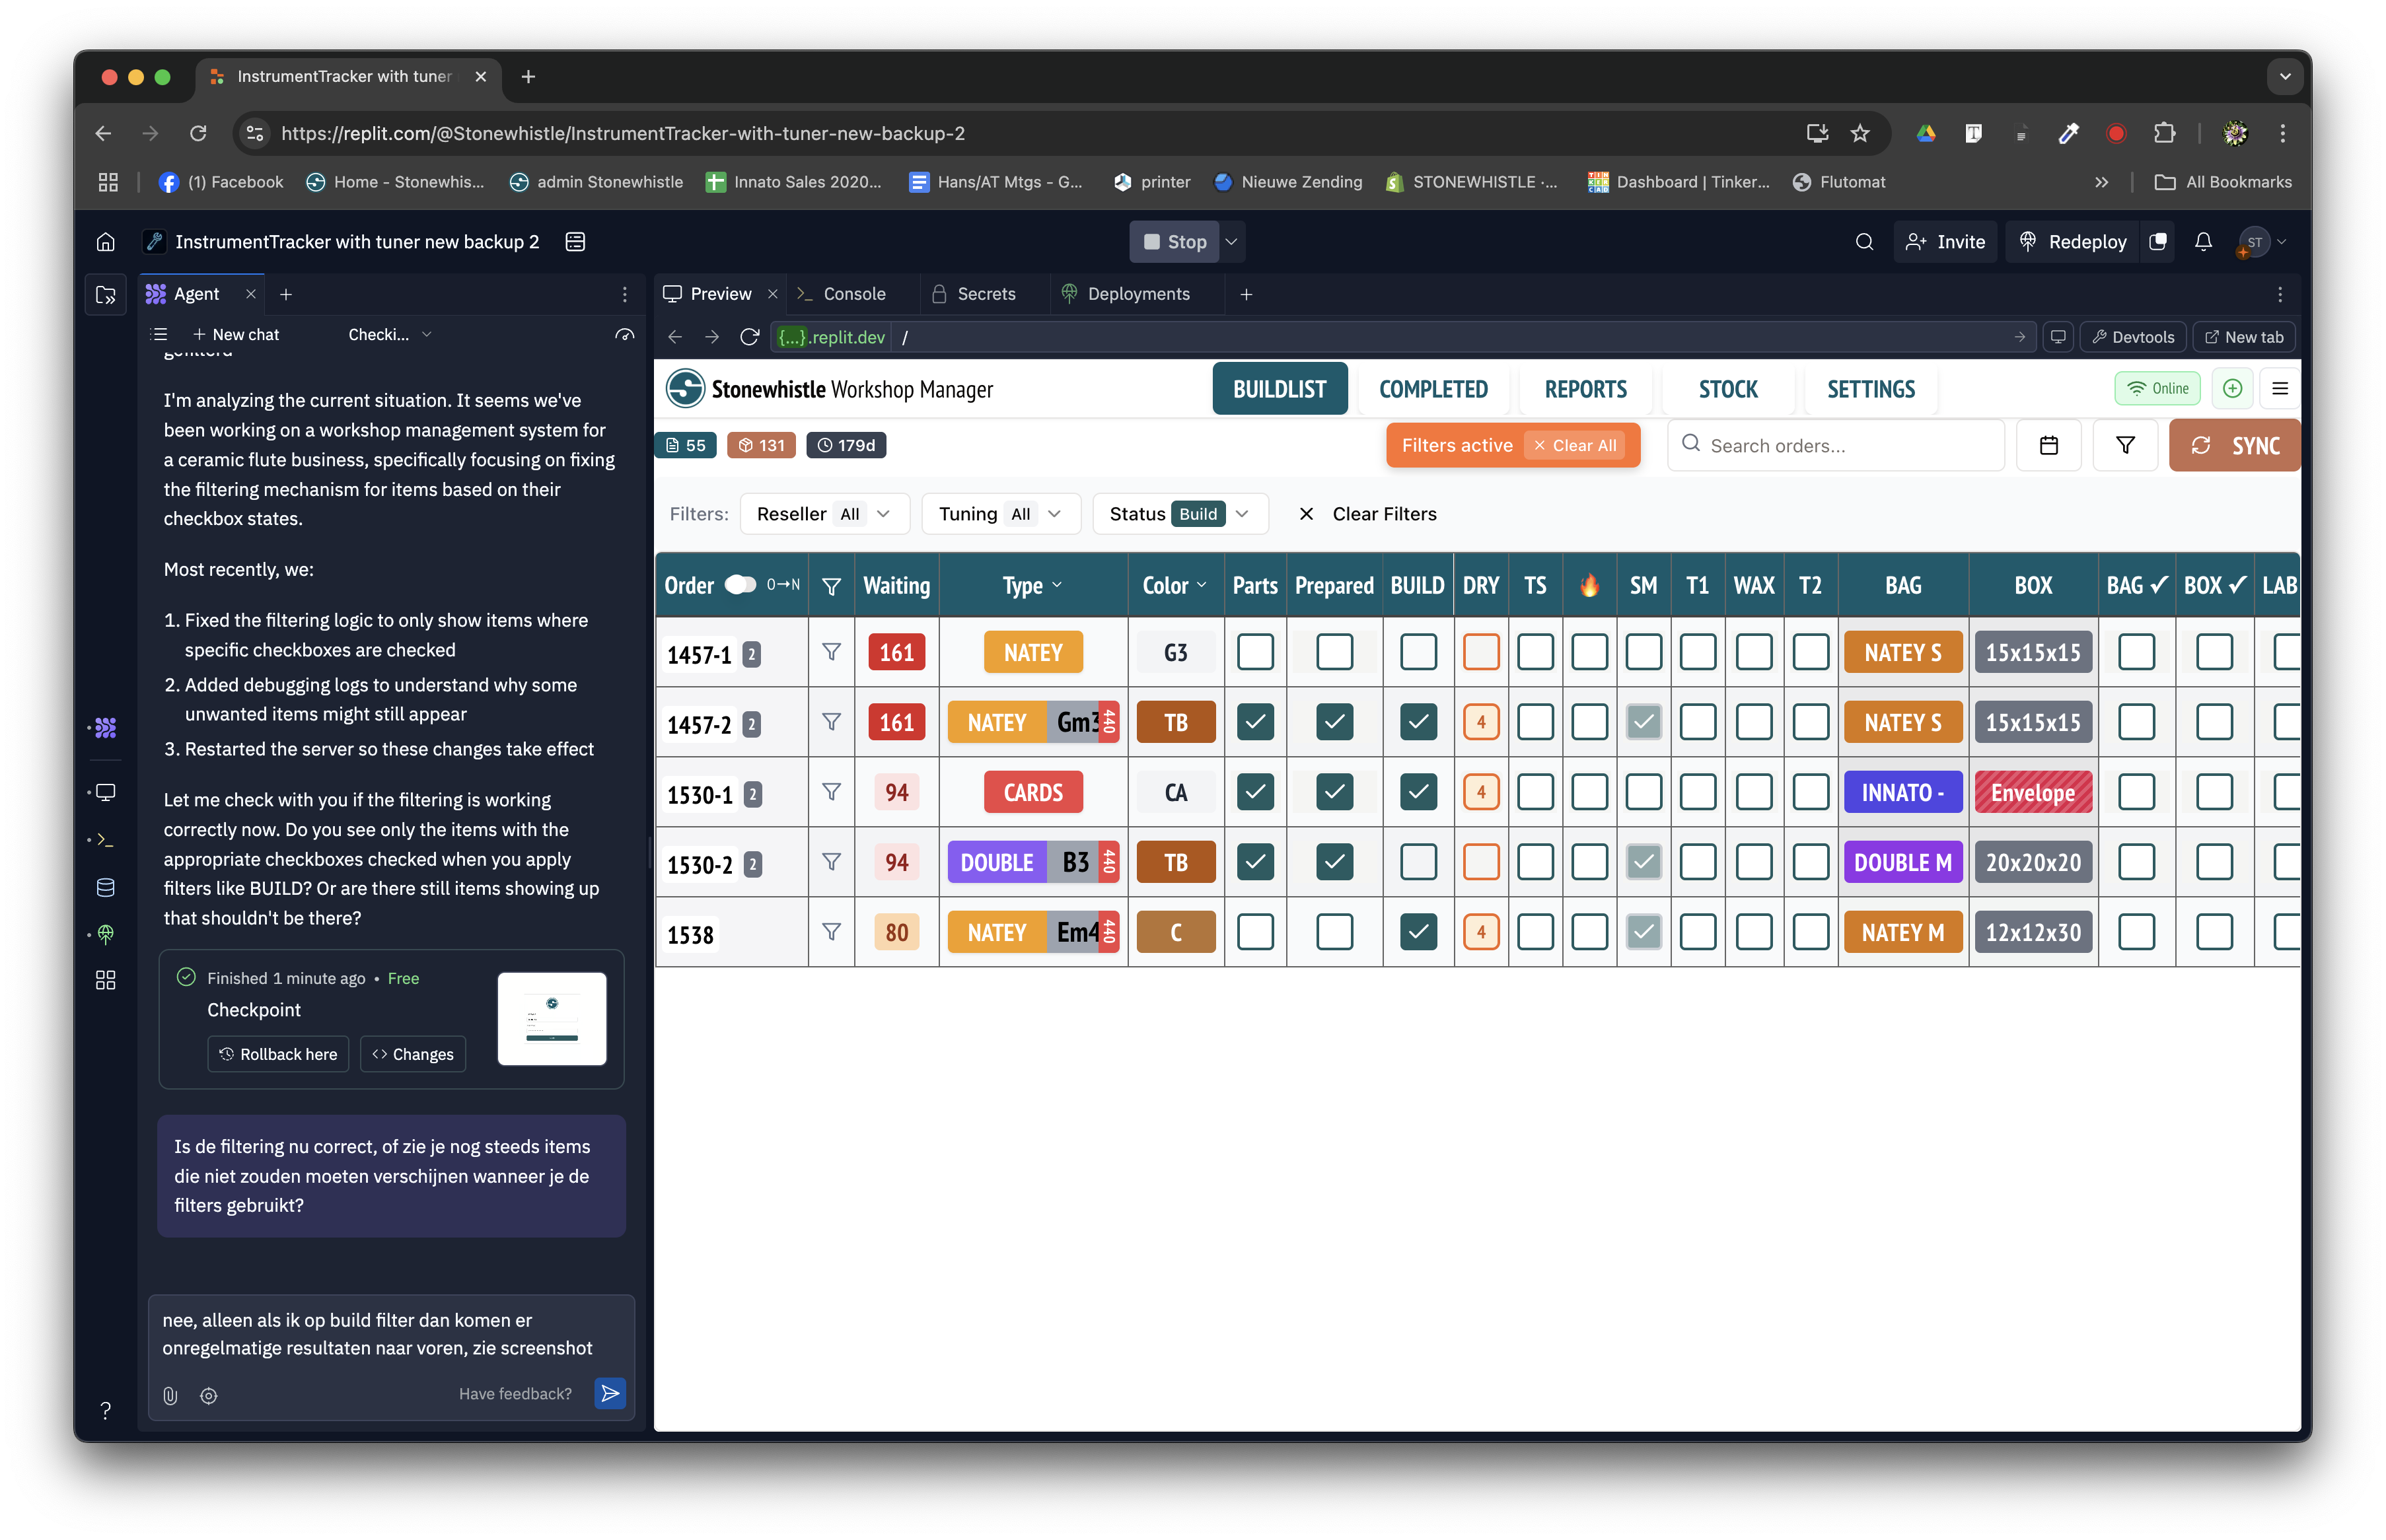 InstrumentTracker with tuner
https://replit.com/@Stonewhistle/InstrumentTracker-with-tuner-new-backup-2
(1) Facebook
Home - Stonewhis...
admin Stonewhistle
Innato Sales 2020...
Hans/AT Mtgs - G...
printer
Nieuwe Zending
STONEWHISTLE ·...
Dashboard | Tinker...
Flutomat
All Bookmarks
InstrumentTracker with tuner new backup 2
Stop
Invite
Redeploy
ST
Agent
New chat
Checki...
I'm analyzing the current situation. It seems we've
been working on a workshop management system for
a ceramic flute business, specifically focusing on fixing
the filtering mechanism for items based on their
checkbox states.
Most recently, we:
1. Fixed the filtering logic to only show items where
specific checkboxes are checked
2. Added debugging logs to understand why some
unwanted items might still appear
3. Restarted the server so these changes take effect
Let me check with you if the filtering is working
correctly now. Do you see only the items with the
appropriate checkboxes checked when you apply
filters like BUILD? Or are there still items showing up
that shouldn't be there?
Finished 1 minute ago • Free
Checkpoint
Rollback here
Changes
Is de filtering nu correct, of zie je nog steeds items
die niet zouden moeten verschijnen wanneer je de
filters gebruikt?
nee, alleen als ik op build filter dan komen er
onregelmatige resultaten naar voren, zie screenshot
Have feedback?
?
Preview
Console
Secrets
Deployments
{...}.replit.dev /
Devtools
New tab
Stonewhistle Workshop Manager
BUILDLIST
COMPLETED
REPORTS
STOCK
SETTINGS
Online
55
131
179d
Filters active
Clear All
Search orders...
SYNC
Filters:
Reseller All
Tuning All
Status Build
Clear Filters
Order O→N Waiting Type Color Parts Prepared BUILD DRY TS 🔥 SM T1 WAX T2 BAG BOX BAG ✓ BOX ✓ LAB
1457-1 2 161 NATEY G3 NATEY S 15x15x15
1457-2 2 161 NATEY Gm3 440 TB 4 NATEY S 15x15x15
1530-1 2 94 CARDS CA 4 INNATO - Envelope
1530-2 2 94 DOUBLE B3 440 TB DOUBLE M 20x20x20
1538 80 NATEY Em4 440 C 4 NATEY M 12x12x30